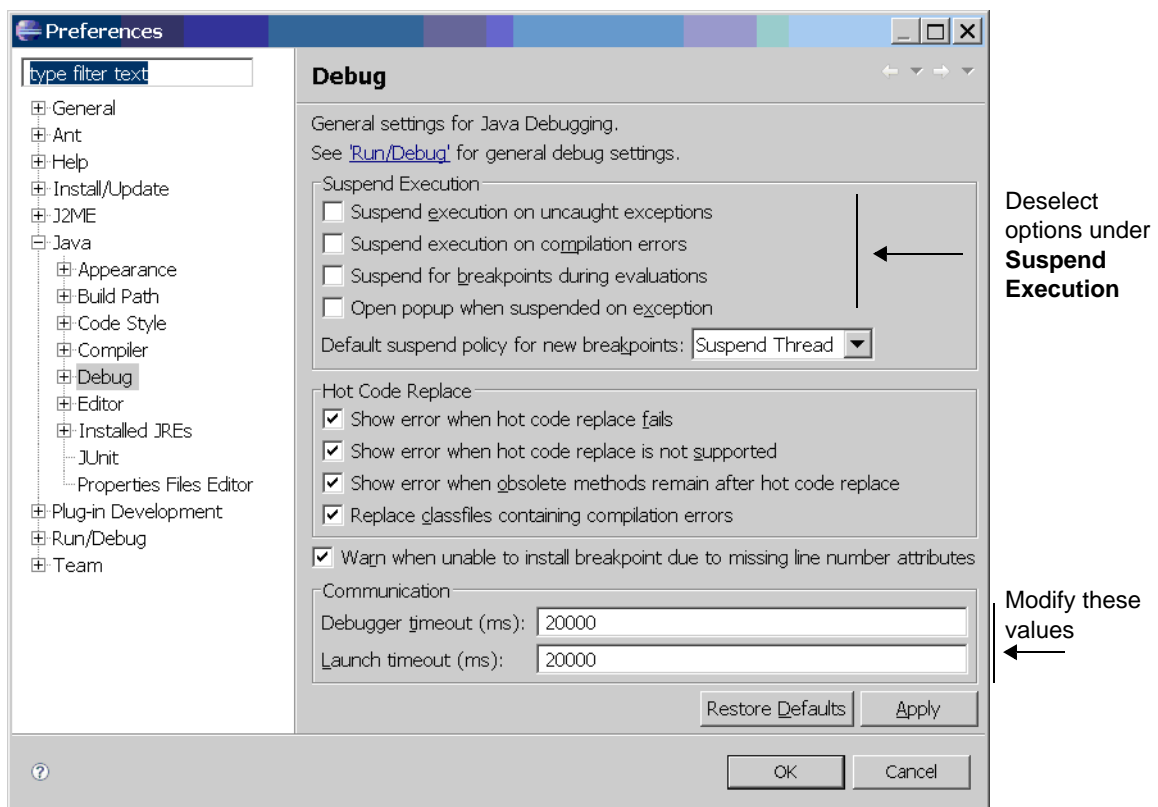 Preferences
type filter text
General
Ant
Help
Install/Update
J2ME
Java
Appearance
Build Path
Code Style
Compiler
Debug
Editor
Installed JREs
JUnit
Properties Files Editor
Plug-in Development
Run/Debug
Team
Debug
General settings for Java Debugging.
See 'Run/Debug' for general debug settings.
Suspend Execution
Suspend execution on uncaught exceptions
Suspend execution on compilation errors
Suspend for breakpoints during evaluations
Open popup when suspended on exception
Default suspend policy for new breakpoints: Suspend Thread
Hot Code Replace
Show error when hot code replace fails
Show error when hot code replace is not supported
Show error when obsolete methods remain after hot code replace
Replace classfiles containing compilation errors
Warn when unable to install breakpoint due to missing line number attributes
Communication
Debugger timeout (ms): 20000
Launch timeout (ms): 20000
Restore Defaults Apply
? OK Cancel
Deselect
options under
Suspend
Execution
Modify these
values